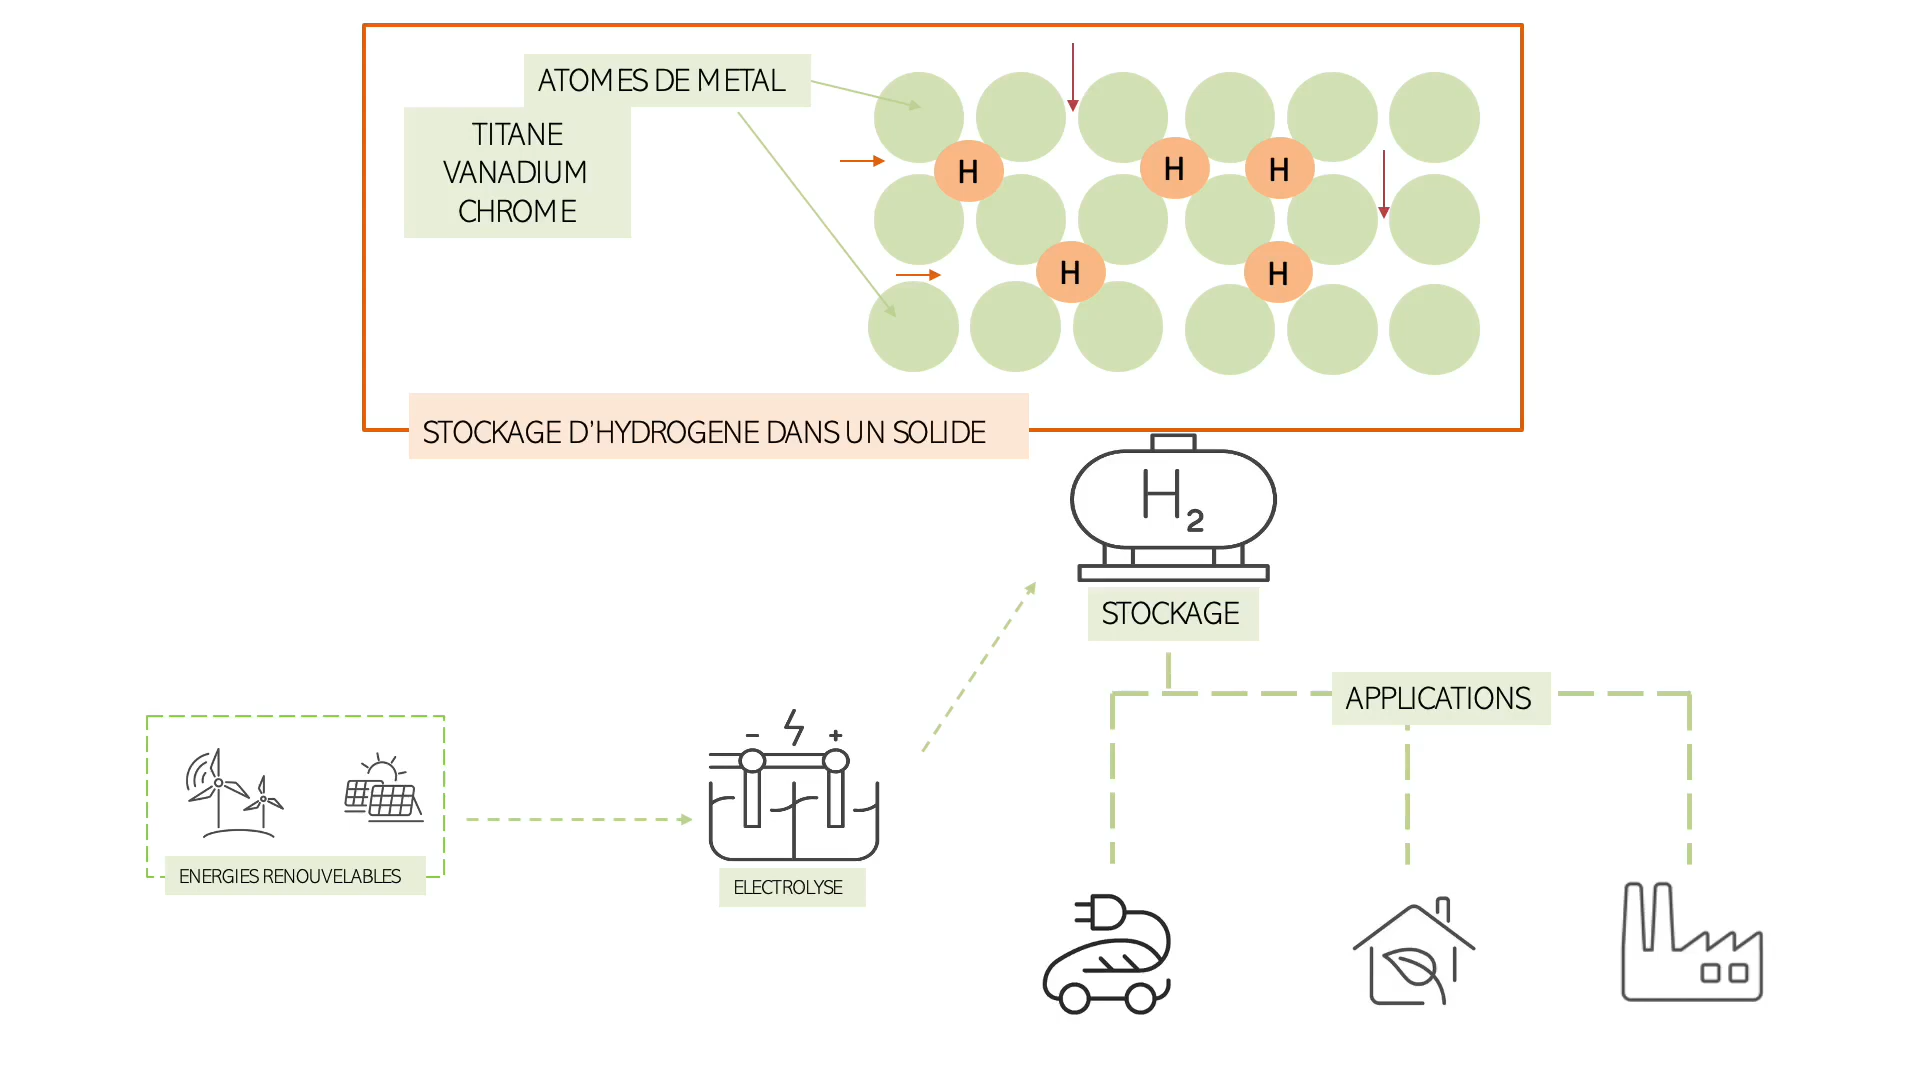 ATOMES DE METAL
TITANE
VANADIUM
CHROME
H
H
H
H
H
STOCKAGE D’HYDROGENE DANS UN SOLIDE
H₂
STOCKAGE
APPLICATIONS
− +
ENERGIES RENOUVELABLES
ELECTROLYSE